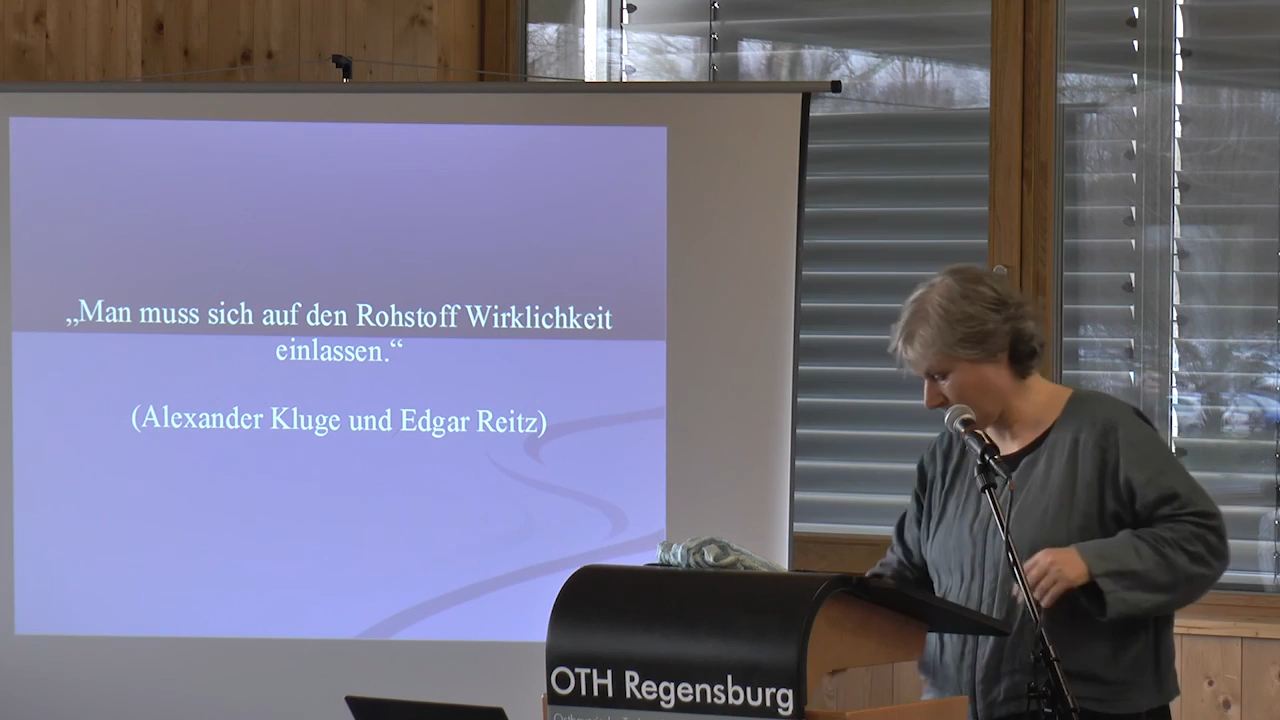 „Man muss sich auf den Rohstoff Wirklichkeit
einlassen.“
(Alexander Kluge und Edgar Reitz)
OTH Regensburg